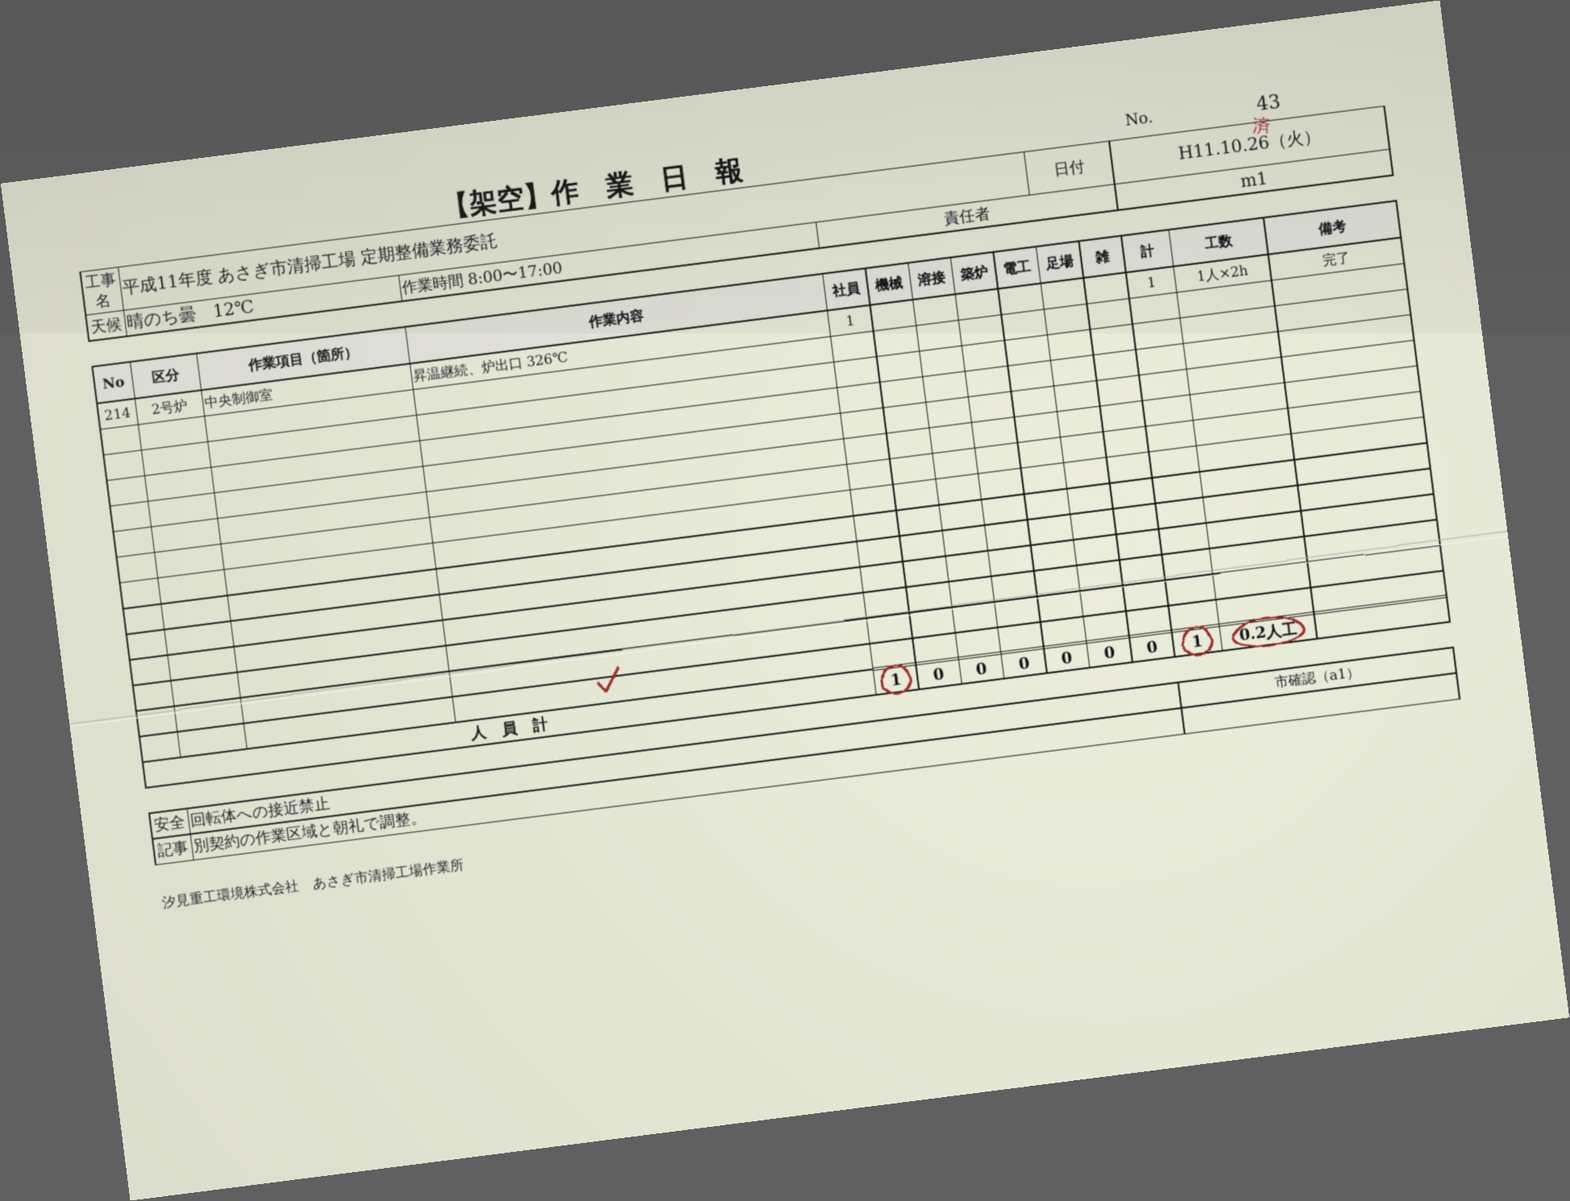 No. 43
済
【架空】作 業 日 報
工事名 平成11年度 あさぎ市清掃工場 定期整備業務委託 日付 H11.10.26（火）
天候 晴のち曇 12℃ 作業時間 8:00〜17:00 責任者 m1
No 区分 作業項目（箇所） 作業内容 社員 機械 溶接 築炉 電工 足場 雑 計 工数 備考
214 2号炉 中央制御室 昇温継続、炉出口 326℃ 1 1 1人×2h 完了
人 員 計 1 0 0 0 0 0 0 1 0.2人工
安全 回転体への接近禁止 市確認（a1）
記事 別契約の作業区域と朝礼で調整。
汐見重工環境株式会社 あさぎ市清掃工場作業所